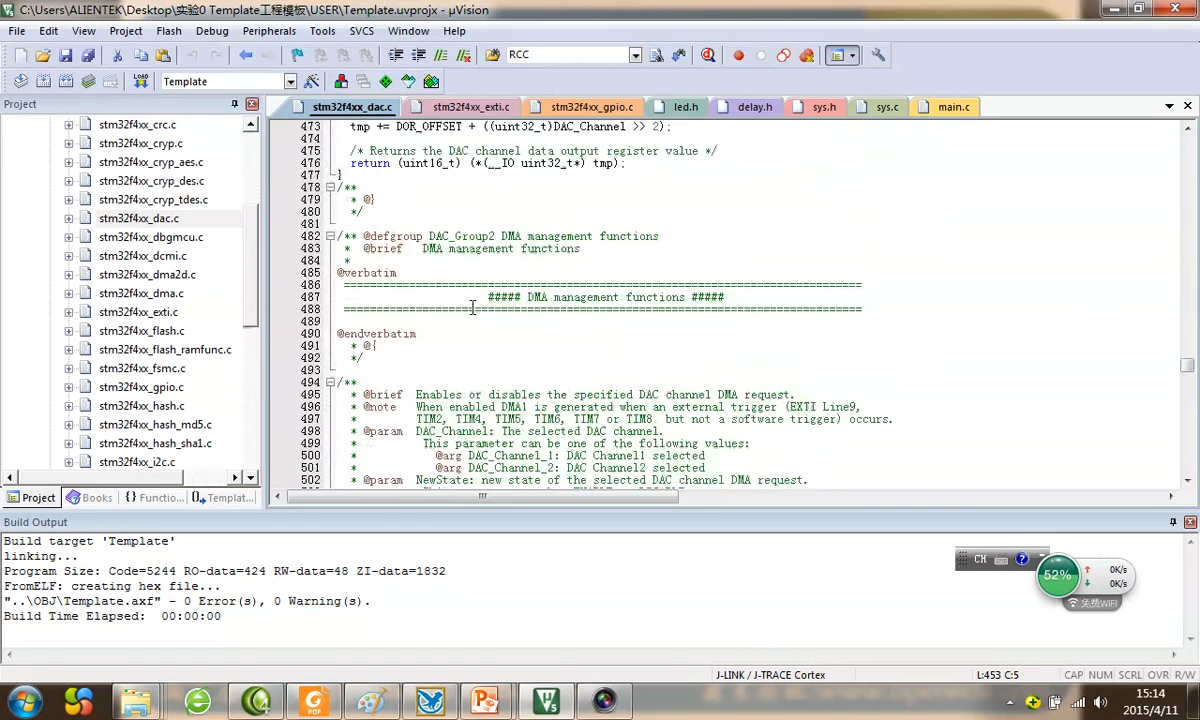 C:\Users\ALIENTEK\Desktop\实验0 Template工程模板\USER\Template.uvprojx - µVision
File Edit View Project Flash Debug Peripherals Tools SVCS Window Help
RCC
LOAD Template
Project
stm32f4xx_dac.c stm32f4xx_exti.c stm32f4xx_gpio.c led.h delay.h sys.h sys.c main.c
stm32f4xx_crc.c
stm32f4xx_cryp.c
stm32f4xx_cryp_aes.c
stm32f4xx_cryp_des.c
stm32f4xx_cryp_tdes.c
stm32f4xx_dac.c
stm32f4xx_dbgmcu.c
stm32f4xx_dcmi.c
stm32f4xx_dma2d.c
stm32f4xx_dma.c
stm32f4xx_exti.c
stm32f4xx_flash.c
stm32f4xx_flash_ramfunc.c
stm32f4xx_fsmc.c
stm32f4xx_gpio.c
stm32f4xx_hash.c
stm32f4xx_hash_md5.c
stm32f4xx_hash_sha1.c
stm32f4xx_i2c.c
Project Books {} Functio... Templat...
473 tmp += DOR_OFFSET + ((uint32_t)DAC_Channel >> 2);
474
475 /* Returns the DAC channel data output register value */
476 return (uint16_t) (*(__IO uint32_t*) tmp);
477 }
478 /**
479 * @}
480 */
481
482 /** @defgroup DAC_Group2 DMA management functions
483 * @brief DMA management functions
484 *
485 @verbatim
486 ===============================================================================
487 ##### DMA management functions #####
488 ===============================================================================
489
490 @endverbatim
491 * @{
492 */
493
494 /**
495 * @brief Enables or disables the specified DAC channel DMA request.
496 * @note When enabled DMA1 is generated when an external trigger (EXTI Line9,
497 * TIM2, TIM4, TIM5, TIM6, TIM7 or TIM8 but not a software trigger) occurs.
498 * @param DAC_Channel: The selected DAC channel.
499 * This parameter can be one of the following values:
500 * @arg DAC_Channel_1: DAC Channel1 selected
501 * @arg DAC_Channel_2: DAC Channel2 selected
502 * @param NewState: new state of the selected DAC channel DMA request.
Build Output
Build target 'Template'
linking...
Program Size: Code=5244 RO-data=424 RW-data=48 ZI-data=1832
FromELF: creating hex file...
"..\OBJ\Template.axf" - 0 Error(s), 0 Warning(s).
Build Time Elapsed: 00:00:00
CH
52% 0K/s
0K/s
免费WiFi
J-LINK / J-TRACE Cortex L:453 C:5 CAP NUM SCRL OVR R/W
15:14
2015/4/11